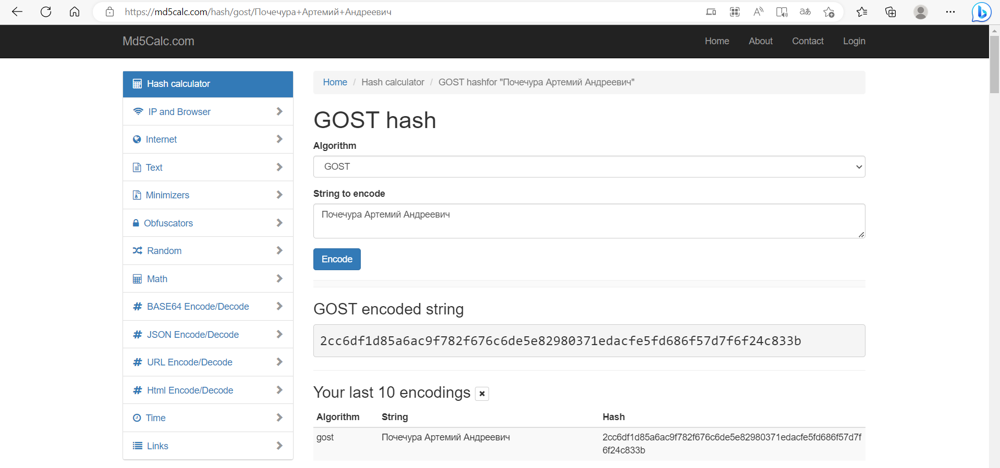 https://md5calc.com/hash/gost/Почечура+Артемий+Андреевич
Md5Calc.com
Home
About
Contact
Login
Hash calculator
IP and Browser
Internet
Text
Minimizers
Obfuscators
Random
Math
BASE64 Encode/Decode
JSON Encode/Decode
URL Encode/Decode
Html Encode/Decode
Time
Links
Home / Hash calculator / GOST hashfor "Почечура Артемий Андреевич"
GOST hash
Algorithm
GOST
String to encode
Почечура Артемий Андреевич
Encode
GOST encoded string
2cc6df1d85a6ac9f782f676c6de5e82980371edacfe5fd686f57d7f6f24c833b
Your last 10 encodings
Algorithm String Hash
gost Почечура Артемий Андреевич 2cc6df1d85a6ac9f782f676c6de5e82980371edacfe5fd686f57d7f
6f24c833b